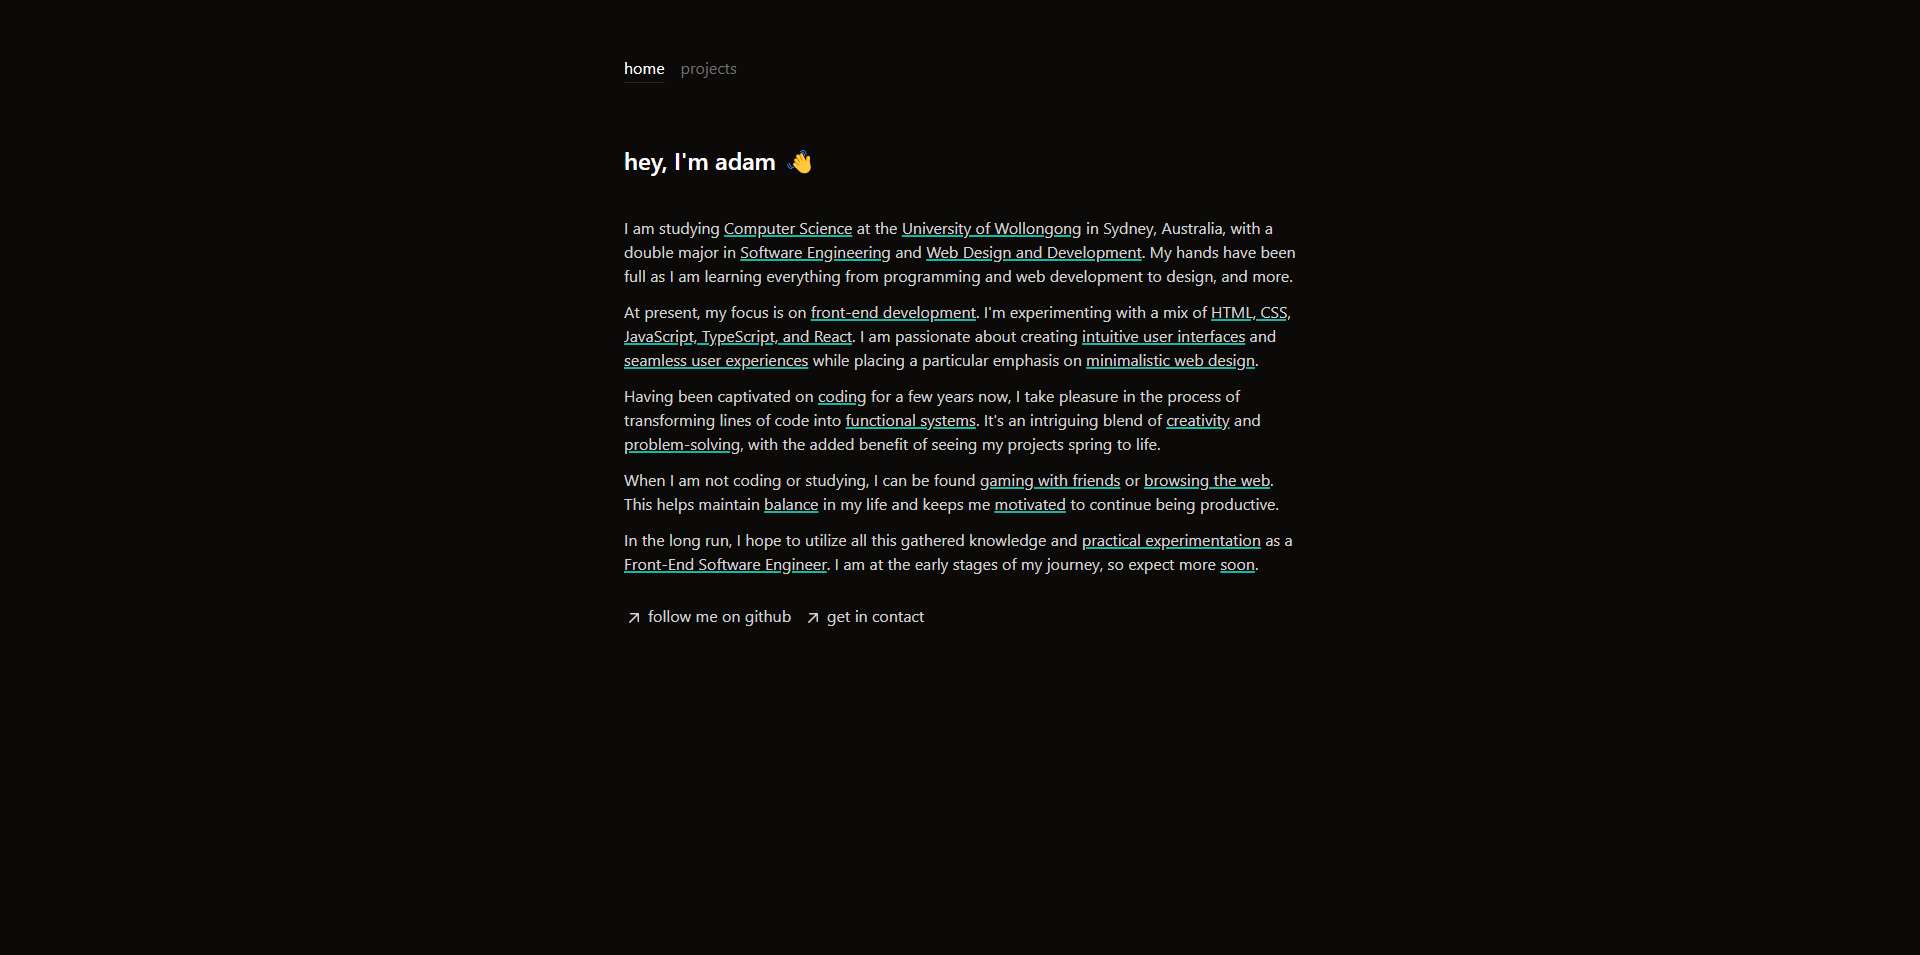 home projects
hey, I'm adam 👋
I am studying Computer Science at the University of Wollongong in Sydney, Australia, with a
double major in Software Engineering and Web Design and Development. My hands have been
full as I am learning everything from programming and web development to design, and more.
At present, my focus is on front-end development. I'm experimenting with a mix of HTML, CSS,
JavaScript, TypeScript, and React. I am passionate about creating intuitive user interfaces and
seamless user experiences while placing a particular emphasis on minimalistic web design.
Having been captivated on coding for a few years now, I take pleasure in the process of
transforming lines of code into functional systems. It's an intriguing blend of creativity and
problem-solving, with the added benefit of seeing my projects spring to life.
When I am not coding or studying, I can be found gaming with friends or browsing the web.
This helps maintain balance in my life and keeps me motivated to continue being productive.
In the long run, I hope to utilize all this gathered knowledge and practical experimentation as a
Front-End Software Engineer. I am at the early stages of my journey, so expect more soon.
follow me on github get in contact